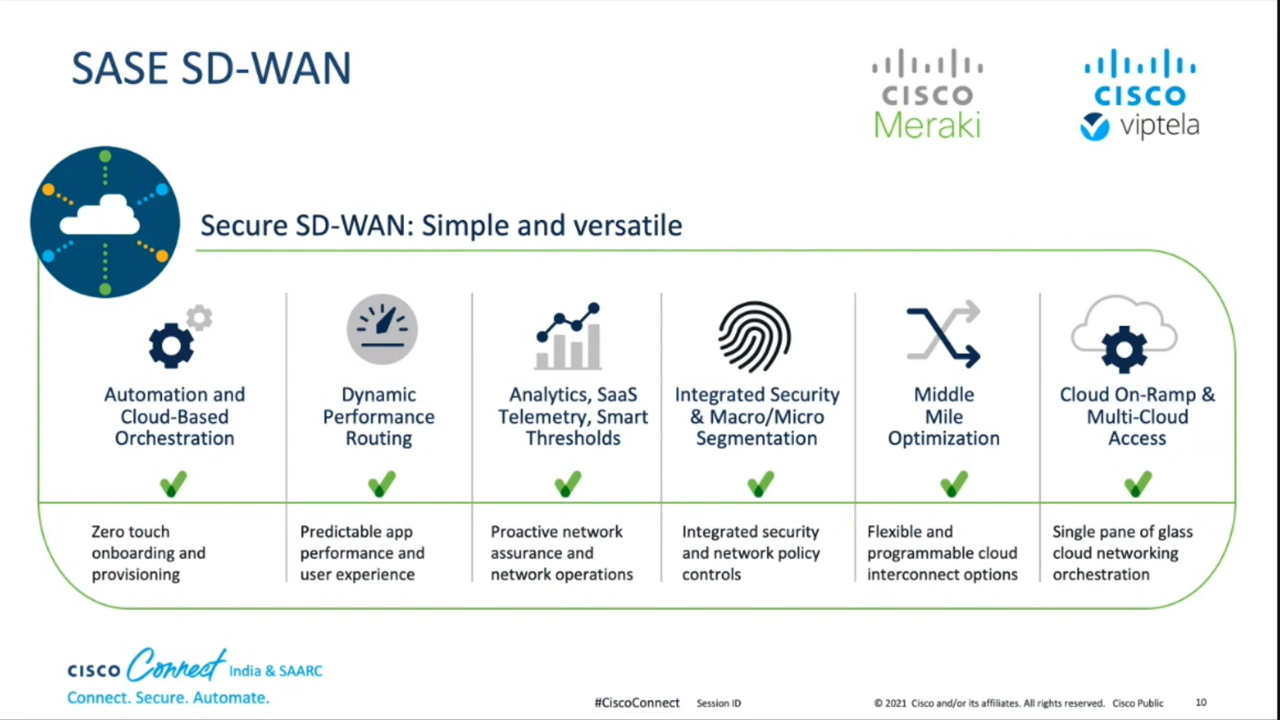 SASE SD-WAN
CISCO
Meraki
CISCO
viptela
Secure SD-WAN: Simple and versatile
Automation and
Cloud-Based
Orchestration
Dynamic
Performance
Routing
Analytics, SaaS
Telemetry, Smart
Thresholds
Integrated Security
& Macro/Micro
Segmentation
Middle
Mile
Optimization
Cloud On-Ramp &
Multi-Cloud
Access
Zero touch
onboarding and
provisioning
Predictable app
performance and
user experience
Proactive network
assurance and
network operations
Integrated security
and network policy
controls
Flexible and
programmable cloud
interconnect options
Single pane of glass
cloud networking
orchestration
CISCO Connect India & SAARC
Connect. Secure. Automate.
#CiscoConnect Session ID © 2021 Cisco and/or its affiliates. All rights reserved. Cisco Public 10